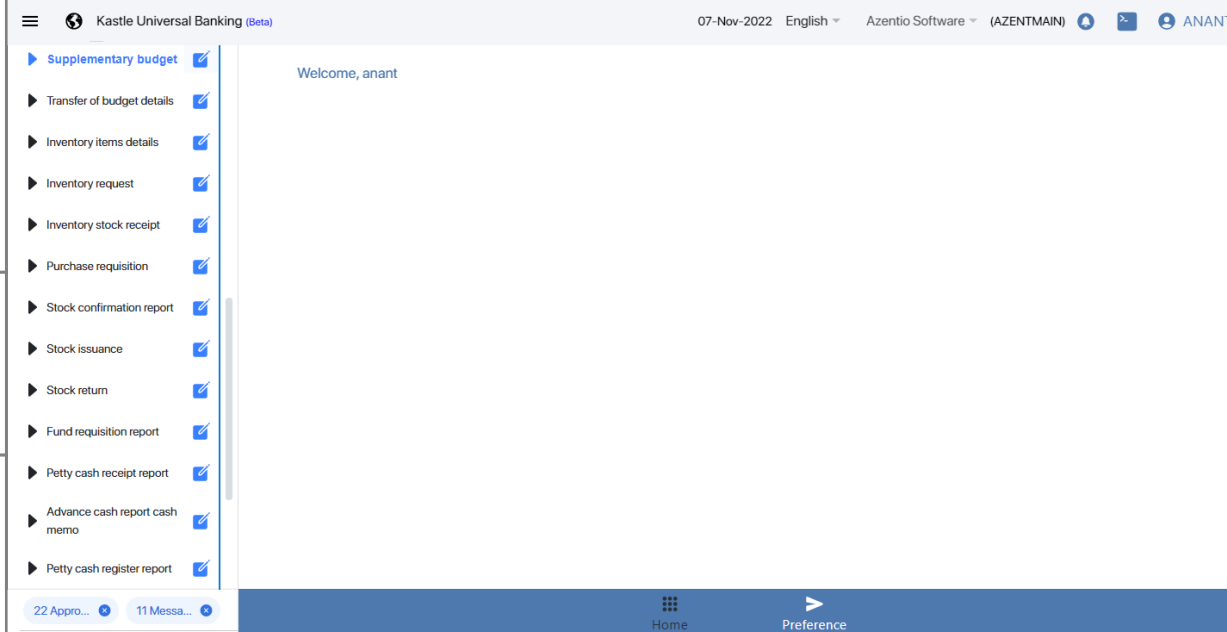 Kastle Universal Banking (Beta)
07-Nov-2022 English Azentio Software (AZENTMAIN) ANANT
Supplementary budget
Transfer of budget details
Inventory items details
Inventory request
Inventory stock receipt
Purchase requisition
Stock confirmation report
Stock issuance
Stock return
Fund requisition report
Petty cash receipt report
Advance cash report cash
memo
Petty cash register report
Welcome, anant
22 Appro... 11 Messa...
Home Preference